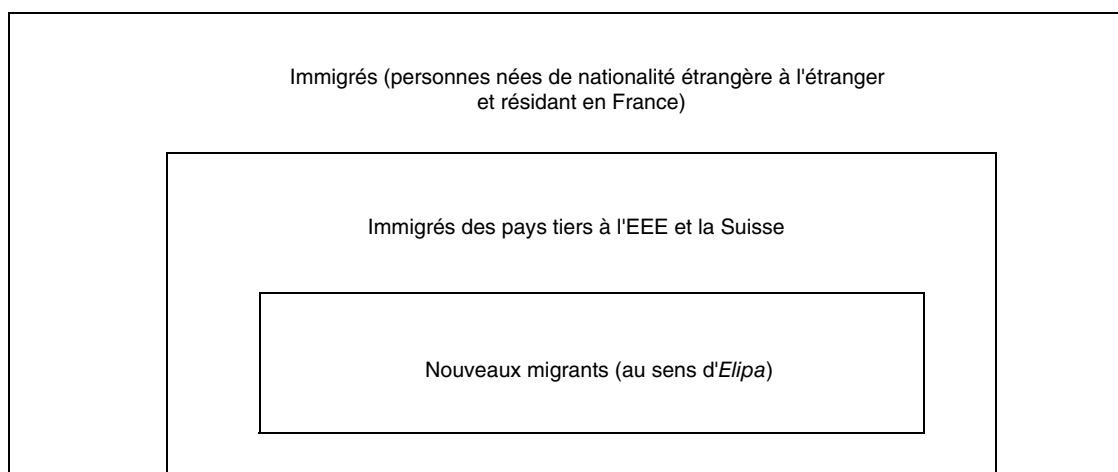 Immigrés (personnes nées de nationalité étrangère à l'étranger
et résidant en France)
Immigrés des pays tiers à l'EEE et la Suisse
Nouveaux migrants (au sens d'Elipa)